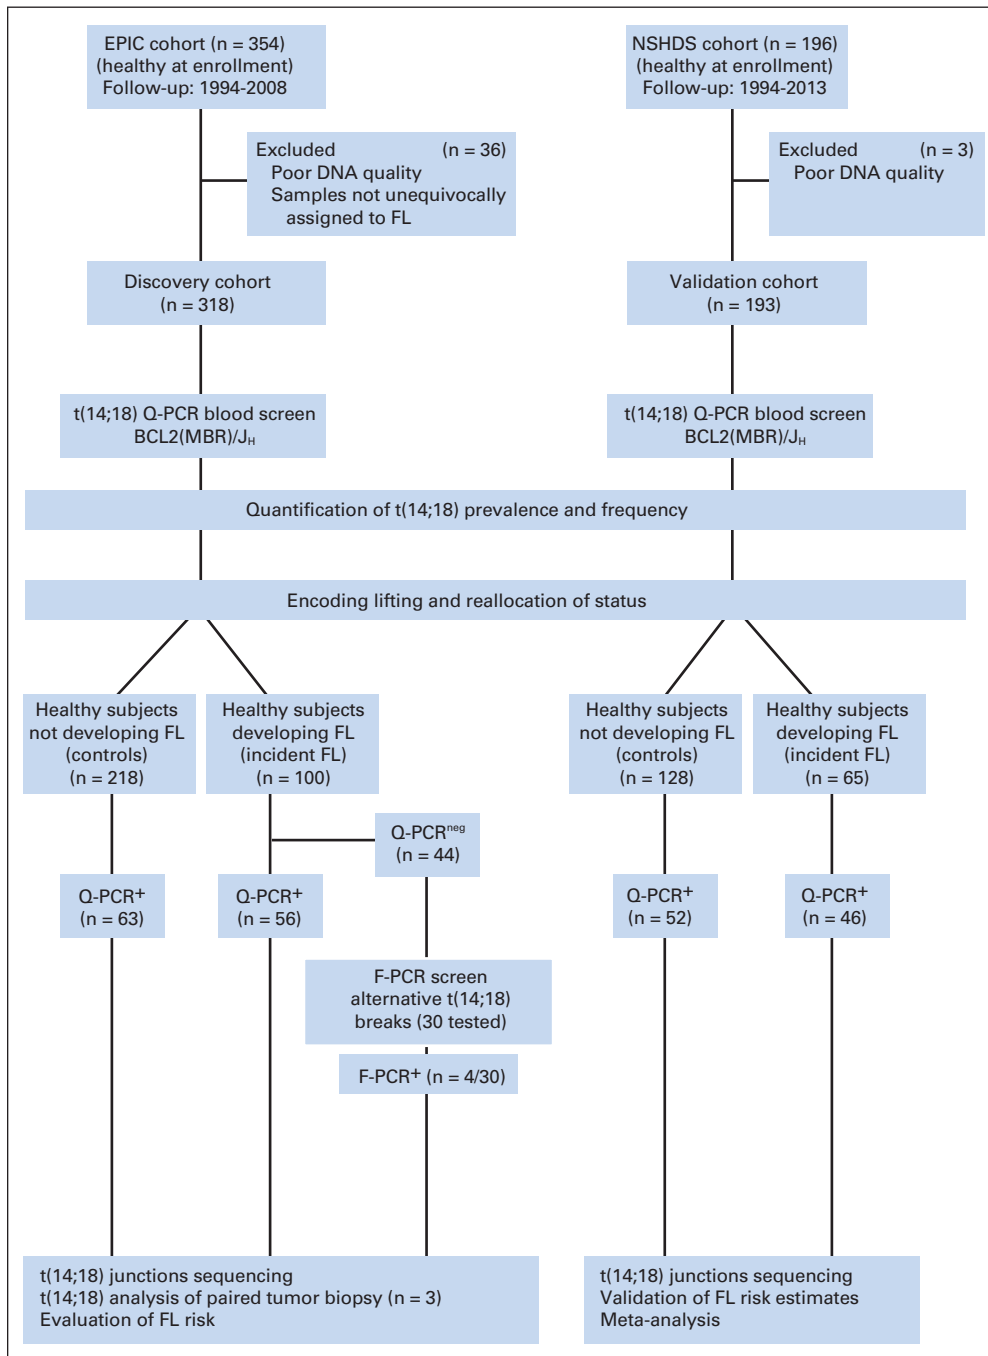 EPIC cohort (n = 354)
(healthy at enrollment)
Follow-up: 1994-2008
NSHDS cohort (n = 196)
(healthy at enrollment)
Follow-up: 1994-2013
Excluded (n = 36)
Poor DNA quality
Samples not unequivocally
assigned to FL
Excluded (n = 3)
Poor DNA quality
Discovery cohort
(n = 318)
Validation cohort
(n = 193)
t(14;18) Q-PCR blood screen
BCL2(MBR)/JH
t(14;18) Q-PCR blood screen
BCL2(MBR)/JH
Quantification of t(14;18) prevalence and frequency
Encoding lifting and reallocation of status
Healthy subjects
not developing FL
(controls)
(n = 218)
Healthy subjects
developing FL
(incident FL)
(n = 100)
Healthy subjects
not developing FL
(controls)
(n = 128)
Healthy subjects
developing FL
(incident FL)
(n = 65)
Q-PCRneg
(n = 44)
Q-PCR+
(n = 63)
Q-PCR+
(n = 56)
Q-PCR+
(n = 52)
Q-PCR+
(n = 46)
F-PCR screen
alternative t(14;18)
breaks (30 tested)
F-PCR+ (n = 4/30)
t(14;18) junctions sequencing
t(14;18) analysis of paired tumor biopsy (n = 3)
Evaluation of FL risk
t(14;18) junctions sequencing
Validation of FL risk estimates
Meta-analysis